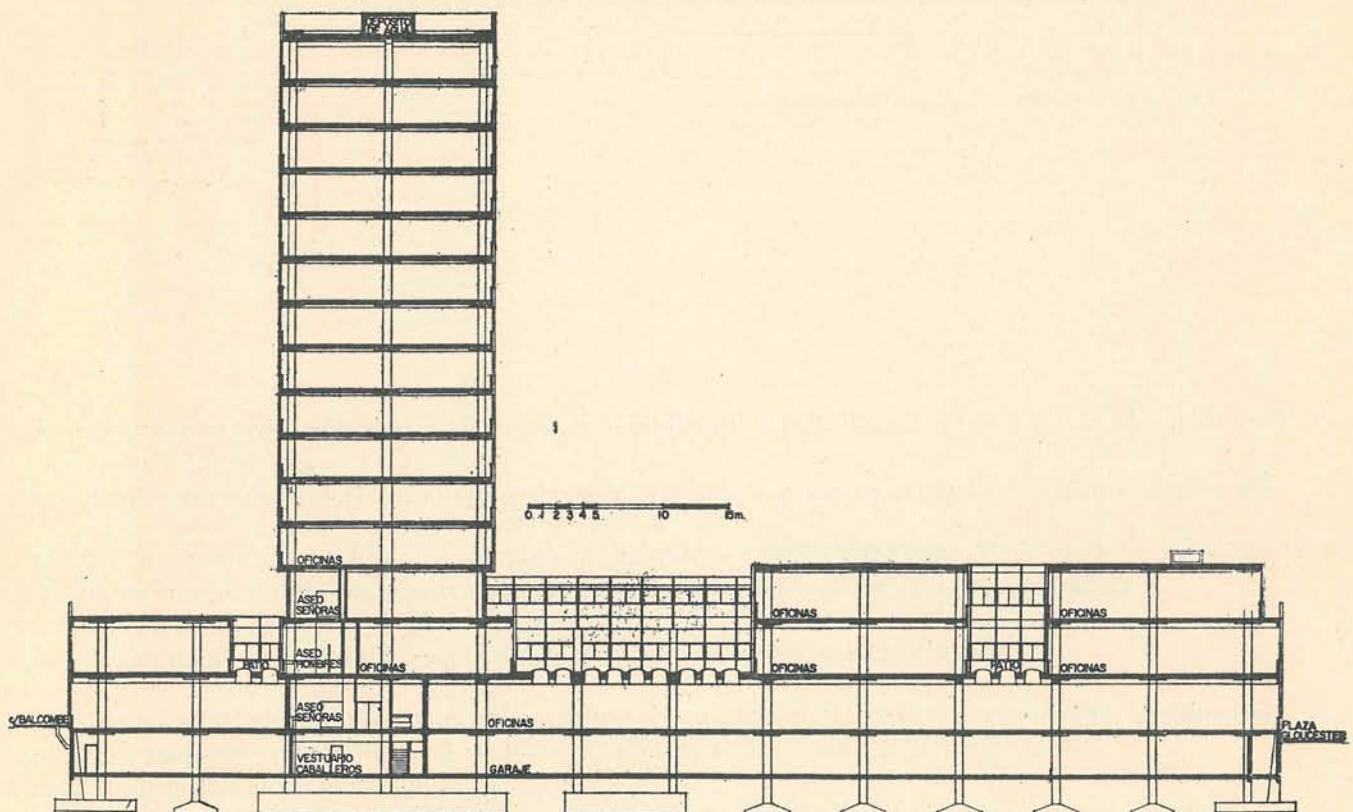 DEPOSITO
DE AGUA
0 1 2 3 4 5 10 15m.
OFICINAS
ASEO
SEÑORAS
OFICINAS
OFICINAS
ASEO
HOMBRES
OFICINAS
PATIO
OFICINAS
PATIO
OFICINAS
ASEO
SEÑORAS
OFICINAS
C/BALCOMBE
PLAZA
GLOUCESTER
VESTUARIO
CABALLEROS
GARAJE